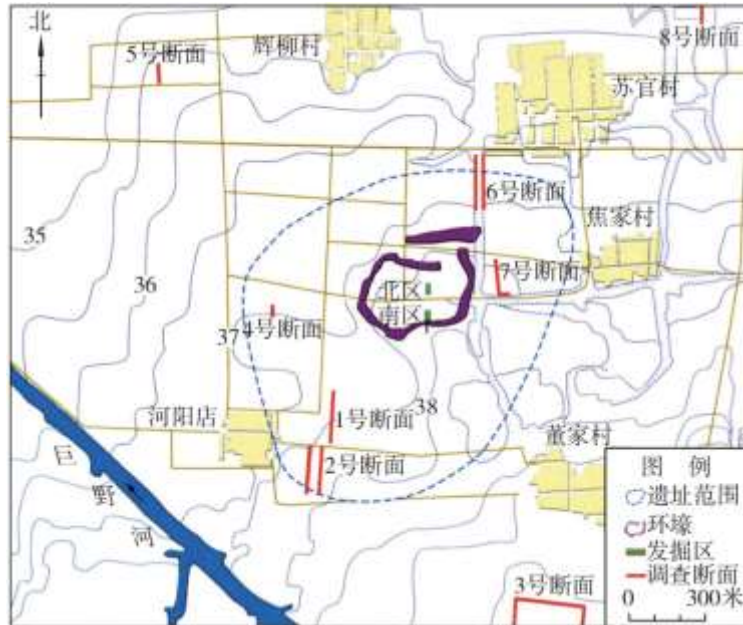 北
5号断面
辉柳村
8号断面
苏官村
6号断面
焦家村
35
36
7号断面
北区
南区
37
4号断面
38
河阳店
1号断面
董家村
2号断面
巨野河
3号断面
图 例
遗址范围
环壕
发掘区
调查断面
0 300米